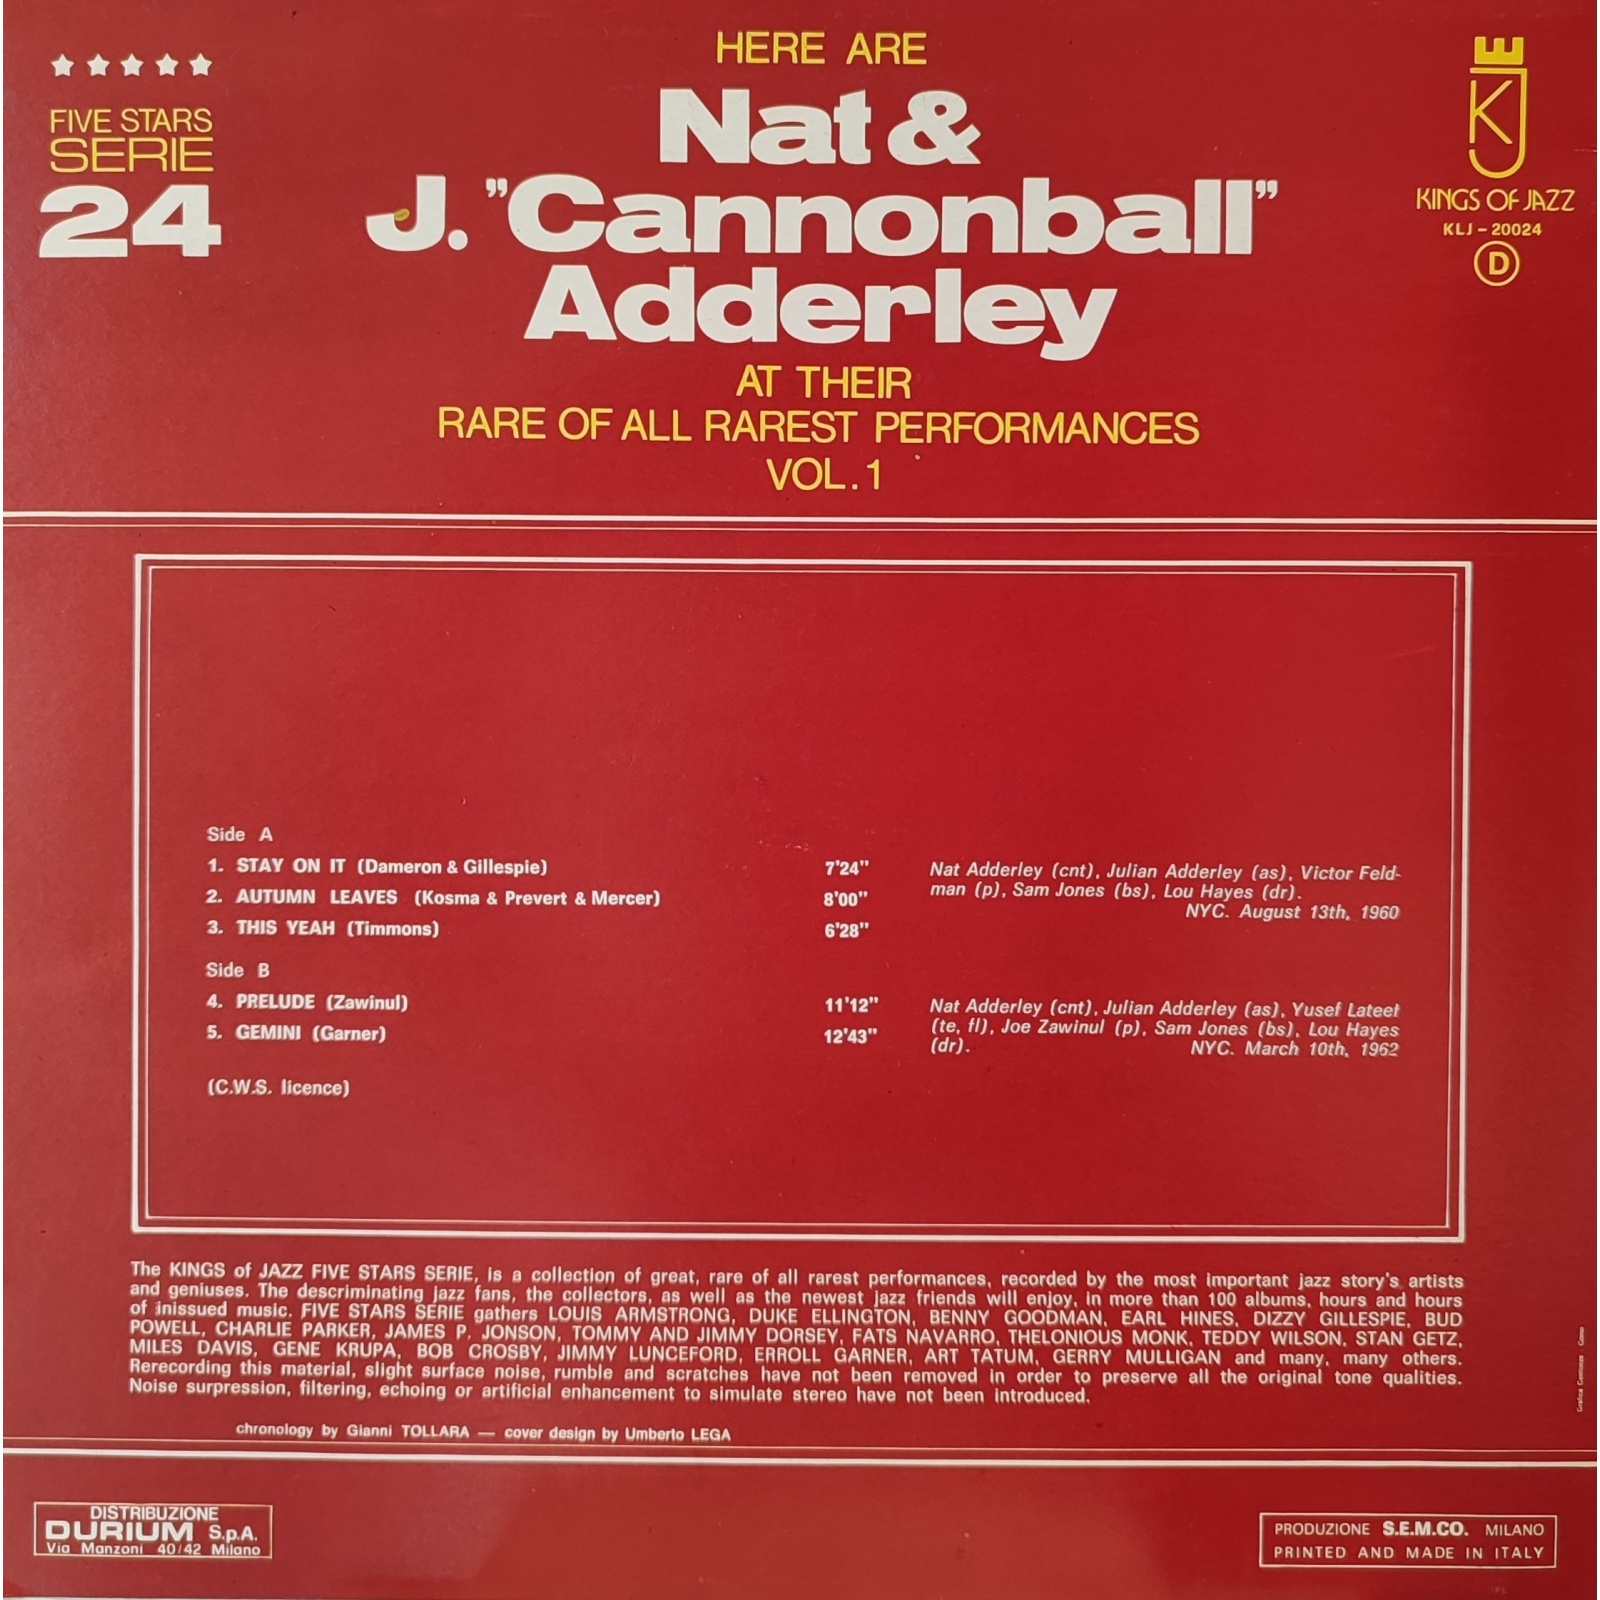 HERE ARE
Nat &
J. "Cannonball"
Adderley
AT THEIR
RARE OF ALL RAREST PERFORMANCES
VOL. 1
FIVE STARS
SERIE
24
KJ
KINGS OF JAZZ
KLJ - 20024
D
Side A
1. STAY ON IT (Dameron & Gillespie) 7'24"
2. AUTUMN LEAVES (Kosma & Prevert & Mercer) 8'00"
3. THIS YEAH (Timmons) 6'28"
Nat Adderley (cnt), Julian Adderley (as), Victor Feld-
man (p), Sam Jones (bs), Lou Hayes (dr).
NYC. August 13th, 1960
Side B
4. PRELUDE (Zawinul) 11'12"
5. GEMINI (Garner) 12'43"
Nat Adderley (cnt), Julian Adderley (as), Yusef Lateef
(te, fl), Joe Zawinul (p), Sam Jones (bs), Lou Hayes
(dr). NYC. March 10th, 1962
(C.W.S. licence)
The KINGS of JAZZ FIVE STARS SERIE, is a collection of great, rare of all rarest performances, recorded by the most important jazz story's artists
and geniuses. The descriminating jazz fans, the collectors, as well as the newest jazz friends will enjoy, in more than 100 albums, hours and hours
of inissued music. FIVE STARS SERIE gathers LOUIS ARMSTRONG, DUKE ELLINGTON, BENNY GOODMAN, EARL HINES, DIZZY GILLESPIE, BUD
POWELL, CHARLIE PARKER, JAMES P. JONSON, TOMMY AND JIMMY DORSEY, FATS NAVARRO, THELONIOUS MONK, TEDDY WILSON, STAN GETZ,
MILES DAVIS, GENE KRUPA, BOB CROSBY, JIMMY LUNCEFORD, ERROLL GARNER, ART TATUM, GERRY MULLIGAN and many, many others.
Rerecording this material, slight surface noise, rumble and scratches have not been removed in order to preserve all the original tone qualities.
Noise surpression, filtering, echoing or artificial enhancement to simulate stereo have not been introduced.
chronology by Gianni TOLLARA — cover design by Umberto LEGA
DISTRIBUZIONE
DURIUM S.p.A.
Via Manzoni 40/42 Milano
PRODUZIONE S.E.M.CO. MILANO
PRINTED AND MADE IN ITALY